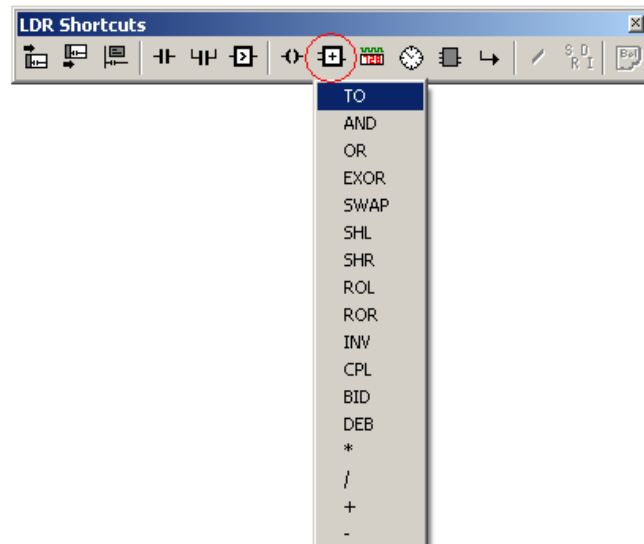 LDR Shortcuts
S D
R I
TO
AND
OR
EXOR
SWAP
SHL
SHR
ROL
ROR
INV
CPL
BID
DEB
*
/
+
-